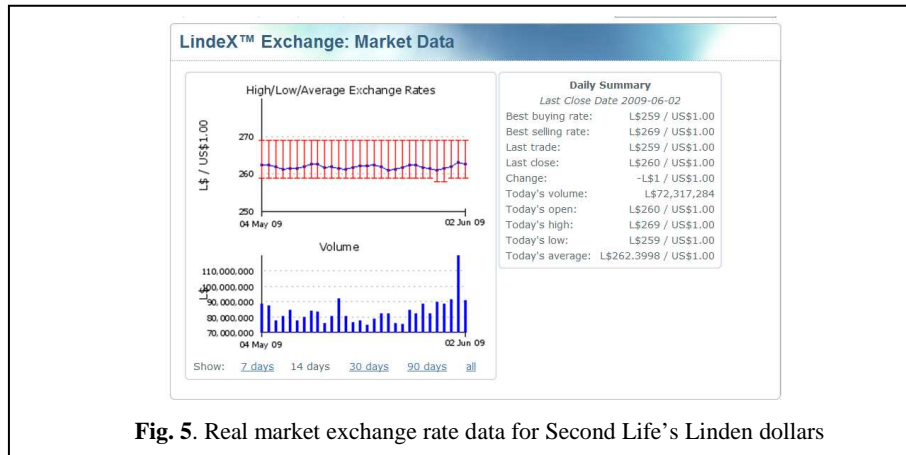 LindeX™ Exchange: Market Data
High/Low/Average Exchange Rates
L$ / US$1.00
270
260
250
04 May 09 02 Jun 09
Volume
L$
110,000,000
100,000,000
90,000,000
80,000,000
70,000,000
04 May 09 02 Jun 09
Show: 7 days 14 days 30 days 90 days all
Daily Summary
Last Close Date 2009-06-02
Best buying rate: L$259 / US$1.00
Best selling rate: L$269 / US$1.00
Last trade: L$259 / US$1.00
Last close: L$260 / US$1.00
Change: -L$1 / US$1.00
Today's volume: L$72,317,284
Today's open: L$260 / US$1.00
Today's high: L$269 / US$1.00
Today's low: L$259 / US$1.00
Today's average: L$262.3998 / US$1.00
Fig. 5. Real market exchange rate data for Second Life's Linden dollars